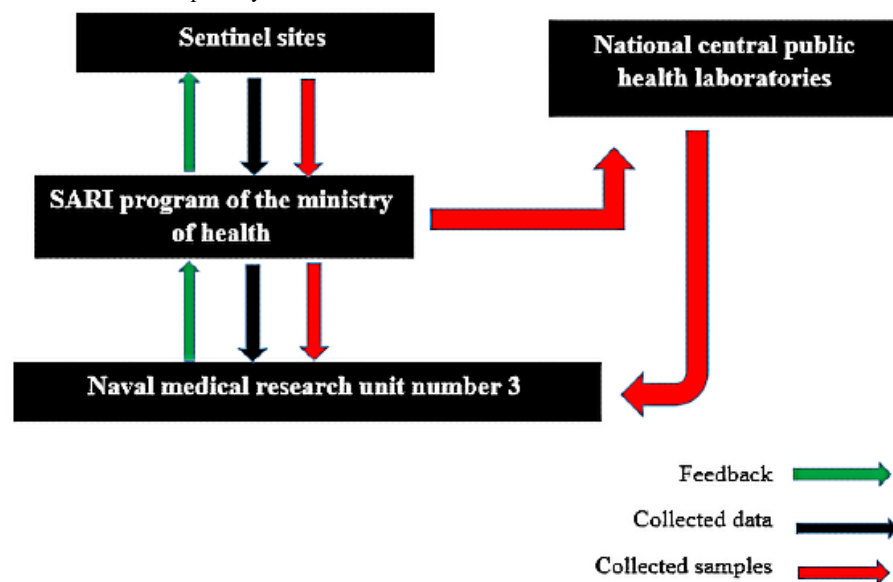 Sentinel sites
National central public
health laboratories
SARI program of the ministry
of health
Naval medical research unit number 3
Feedback
Collected data
Collected samples